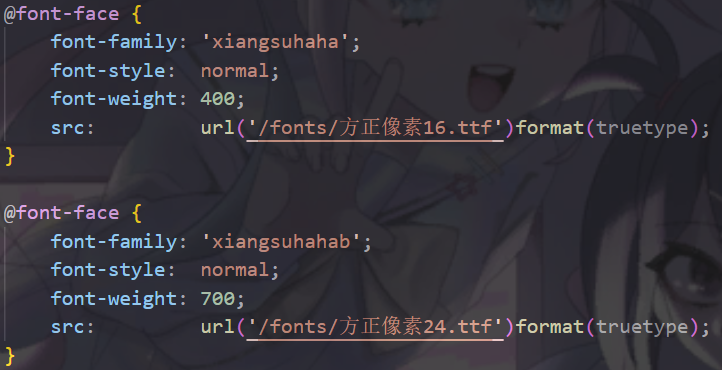 @font-face {
font-family: 'xiangsuhaha';
font-style: normal;
font-weight: 400;
src: url('/fonts/方正像素16.ttf')format(truetype);
}
@font-face {
font-family: 'xiangsuhahab';
font-style: normal;
font-weight: 700;
src: url('/fonts/方正像素24.ttf')format(truetype);
}